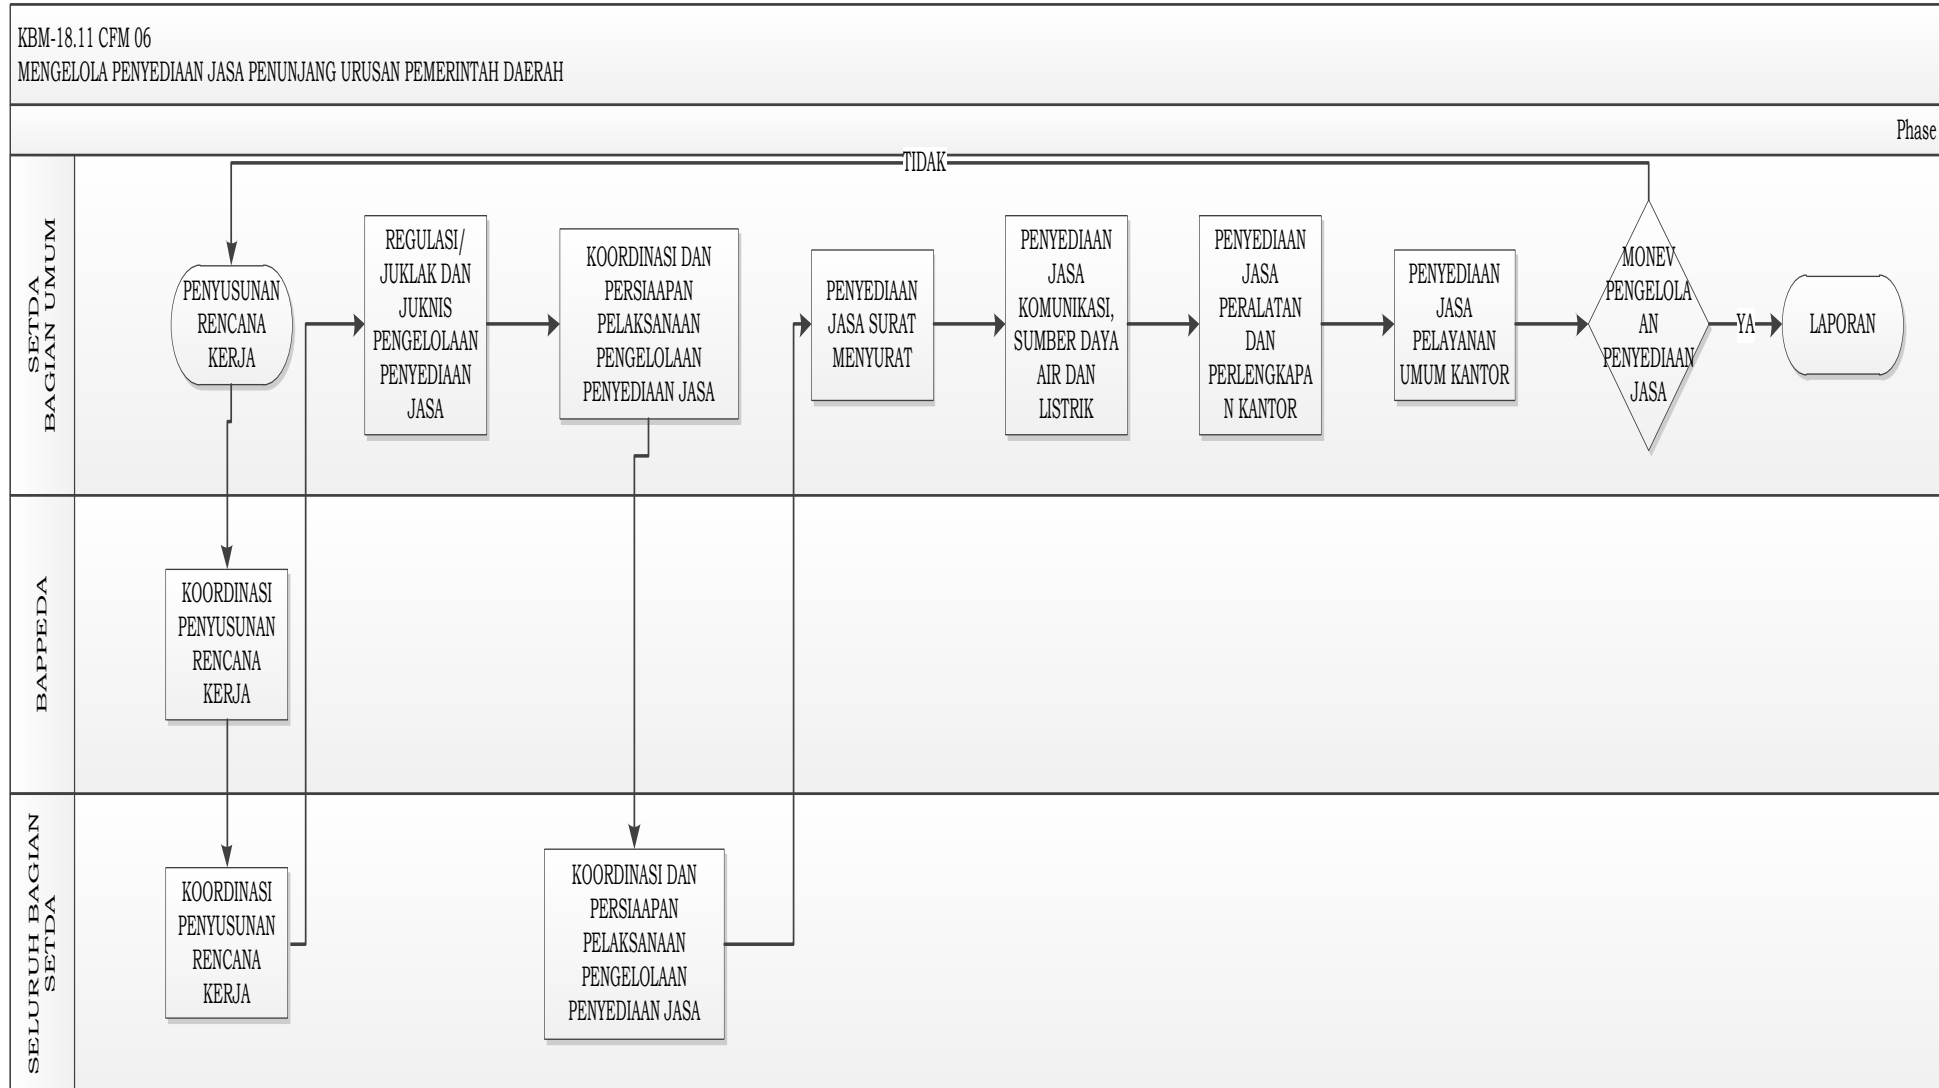 KBM-18.11 CFM 06
MENGELOLA PENYEDIAAN JASA PENUNJANG URUSAN PEMERINTAH DAERAH
Phase
SETDA
BAGIAN UMUM
TIDAK
PENYUSUNAN
RENCANA
KERJA
REGULASI/
JUKLAK DAN
JUKNIS
PENGELOLAAN
PENYEDIAAN
JASA
KOORDINASI DAN
PERSIAAPAN
PELAKSANAAN
PENGELOLAAN
PENYEDIAAN JASA
PENYEDIAAN
JASA SURAT
MENYURAT
PENYEDIAAN
JASA
KOMUNIKASI,
SUMBER DAYA
AIR DAN
LISTRIK
PENYEDIAAN
JASA
PERALATAN
DAN
PERLENGKAPA
N KANTOR
PENYEDIAAN
JASA
PELAYANAN
UMUM KANTOR
MONEV
PENGELOLA
AN
PENYEDIAAN
JASA
YA
LAPORAN
BAPPEDA
KOORDINASI
PENYUSUNAN
RENCANA
KERJA
SELURUH BAGIAN
SETDA
KOORDINASI
PENYUSUNAN
RENCANA
KERJA
KOORDINASI DAN
PERSIAAPAN
PELAKSANAAN
PENGELOLAAN
PENYEDIAAN JASA